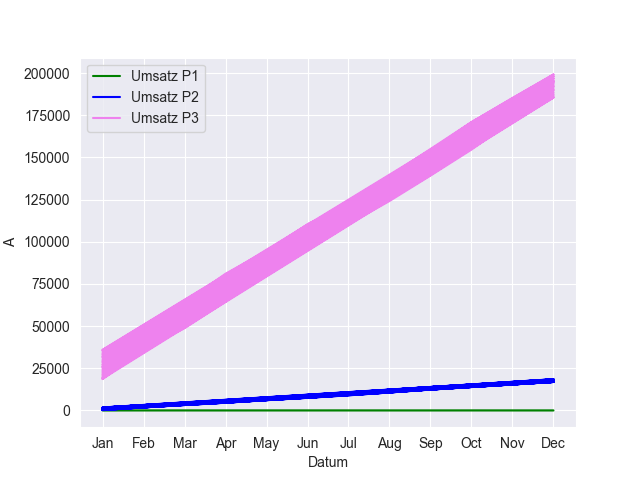 Umsatz P1
Umsatz P2
Umsatz P3
200000
175000
150000
125000
100000
75000
50000
25000
0
A
Jan Feb Mar Apr May Jun Jul Aug Sep Oct Nov Dec
Datum